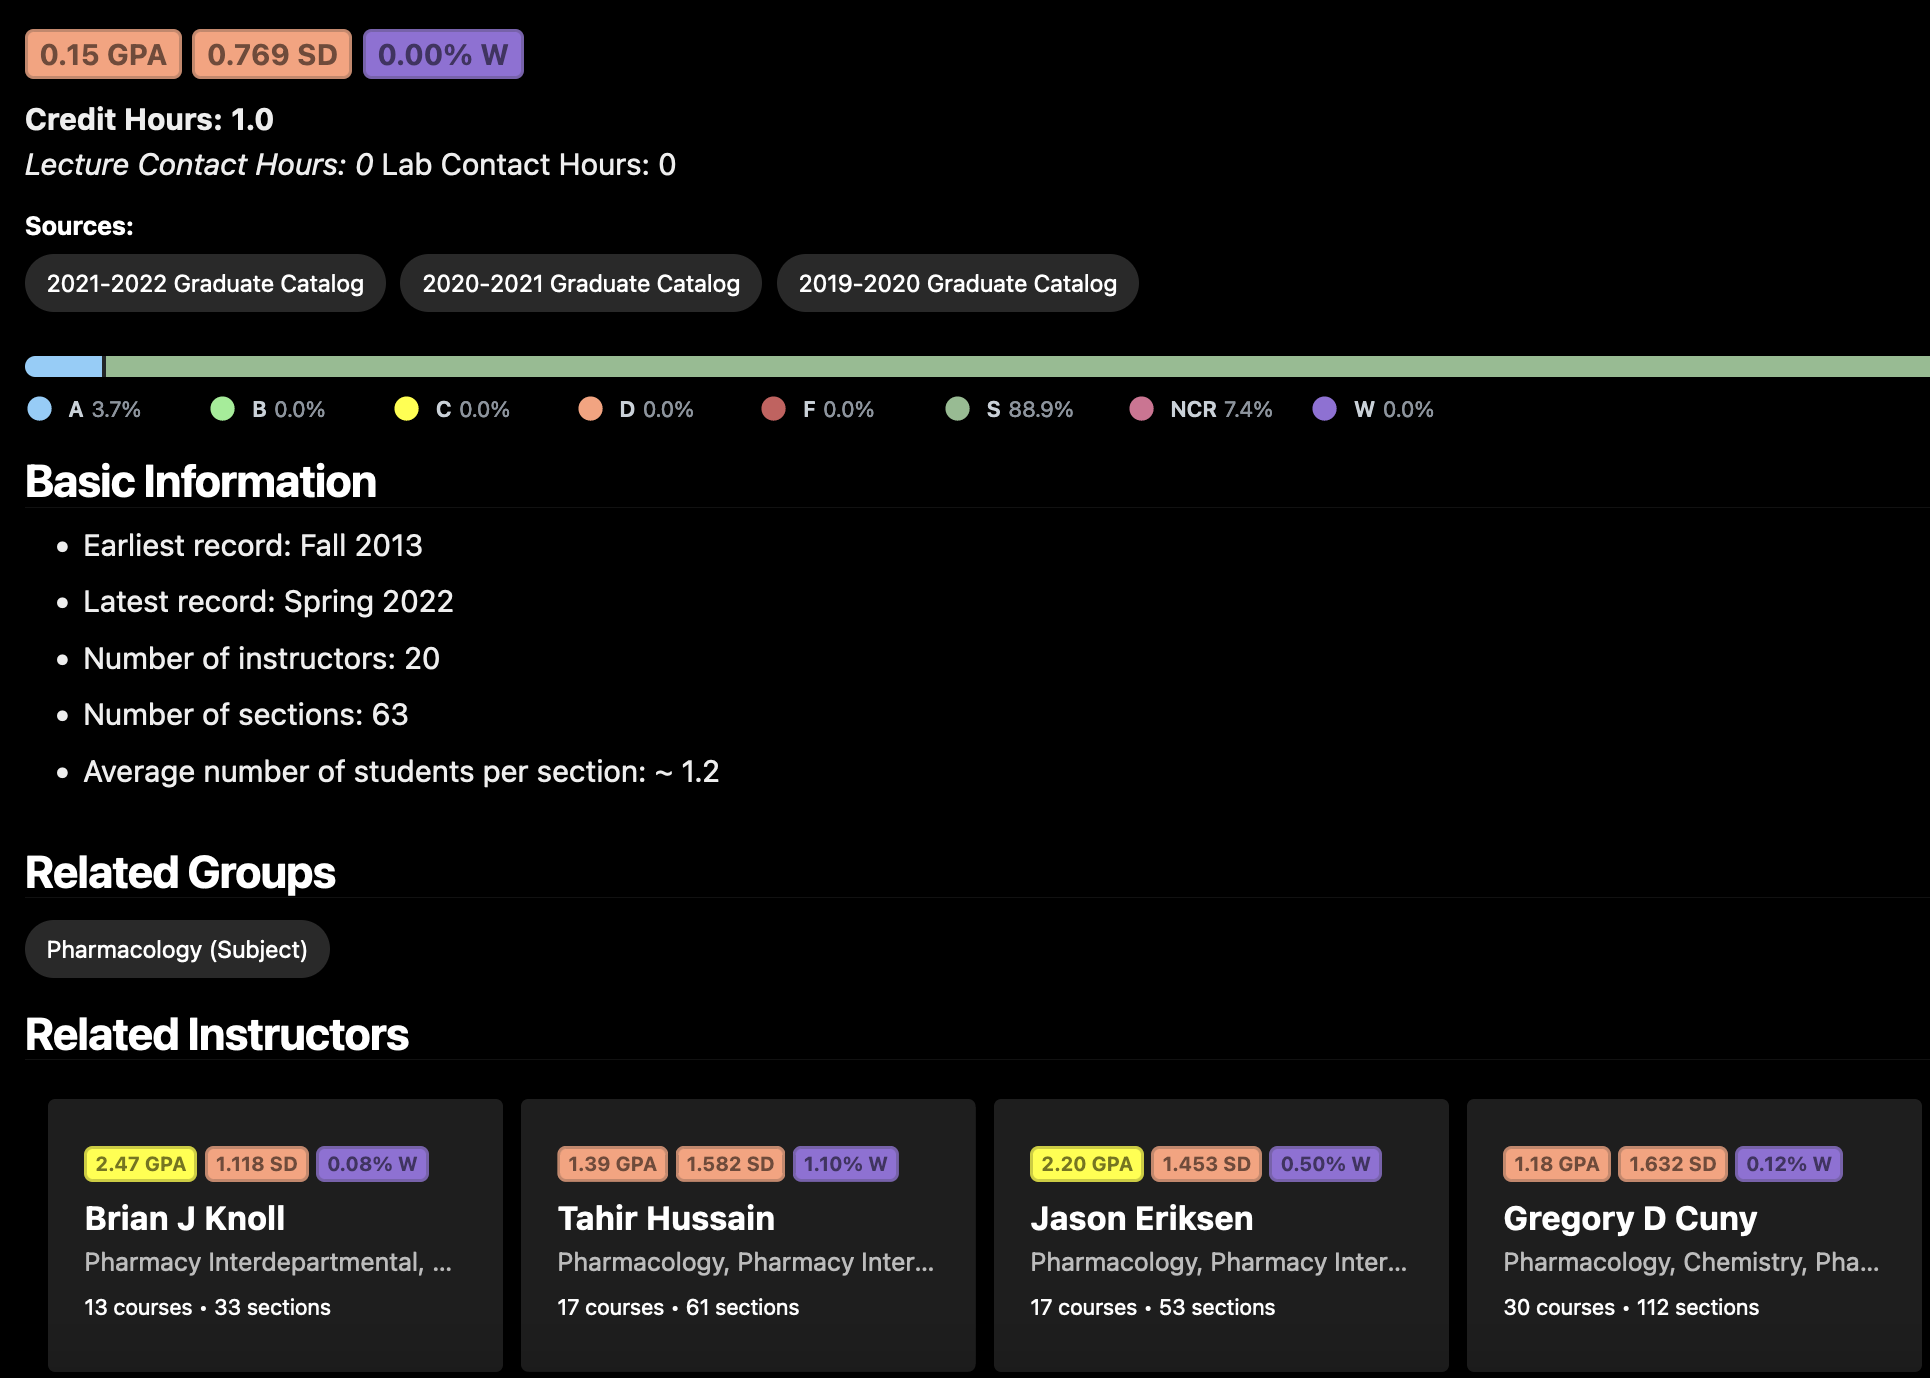 0.15 GPA 0.769 SD 0.00% W
Credit Hours: 1.0
Lecture Contact Hours: 0 Lab Contact Hours: 0
Sources:
2021-2022 Graduate Catalog 2020-2021 Graduate Catalog 2019-2020 Graduate Catalog
A 3.7% B 0.0% C 0.0% D 0.0% F 0.0% S 88.9% NCR 7.4% W 0.0%
Basic Information
• Earliest record: Fall 2013
• Latest record: Spring 2022
• Number of instructors: 20
• Number of sections: 63
• Average number of students per section: ~ 1.2
Related Groups
Pharmacology (Subject)
Related Instructors
2.47 GPA 1.118 SD 0.08% W
Brian J Knoll
Pharmacy Interdepartmental, ...
13 courses • 33 sections
1.39 GPA 1.582 SD 1.10% W
Tahir Hussain
Pharmacology, Pharmacy Inter...
17 courses • 61 sections
2.20 GPA 1.453 SD 0.50% W
Jason Eriksen
Pharmacology, Pharmacy Inter...
17 courses • 53 sections
1.18 GPA 1.632 SD 0.12% W
Gregory D Cuny
Pharmacology, Chemistry, Pha...
30 courses • 112 sections